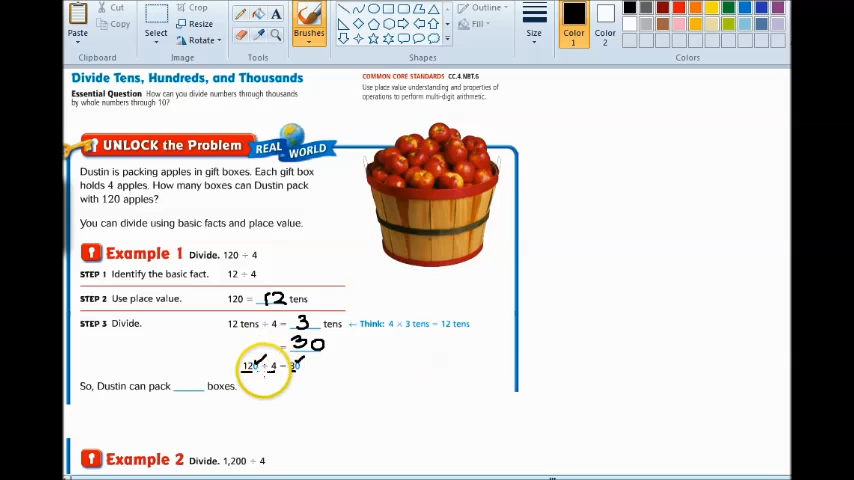 Cut
Copy
Paste
Clipboard
Select
Crop
Resize
Rotate
Image
Tools
Brushes
Shapes
Outline
Fill
Size
Color 1
Color 2
Colors
Divide Tens, Hundreds, and Thousands
Essential Question How can you divide numbers through thousands
by whole numbers through 10?
COMMON CORE STANDARDS CC.4.NBT.6
Use place value understanding and properties of
operations to perform multi-digit arithmetic.
UNLOCK the Problem REAL WORLD
Dustin is packing apples in gift boxes. Each gift box
holds 4 apples. How many boxes can Dustin pack
with 120 apples?
You can divide using basic facts and place value.
Example 1 Divide. 120 ÷ 4
STEP 1 Identify the basic fact. 12 ÷ 4
STEP 2 Use place value. 120 = 12 tens
STEP 3 Divide. 12 tens ÷ 4 = 3 tens ← Think: 4 × 3 tens = 12 tens
= 30
120 ÷ 4 = 30
So, Dustin can pack _____ boxes.
Example 2 Divide. 1,200 ÷ 4